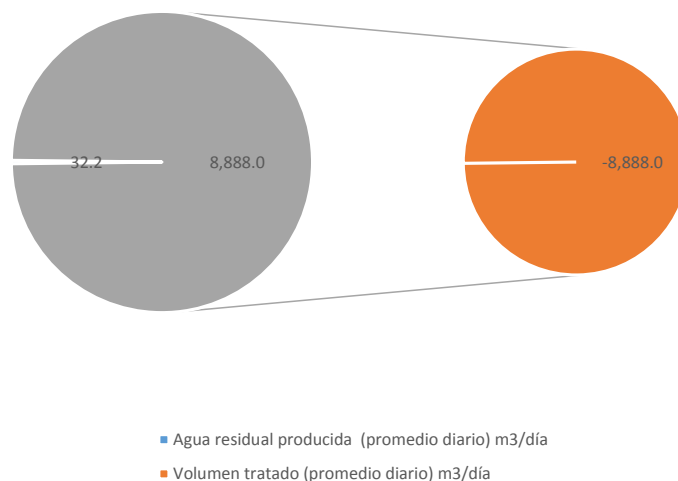 32.2
8,888.0
-8,888.0
Agua residual producida (promedio diario) m3/día
Volumen tratado (promedio diario) m3/día